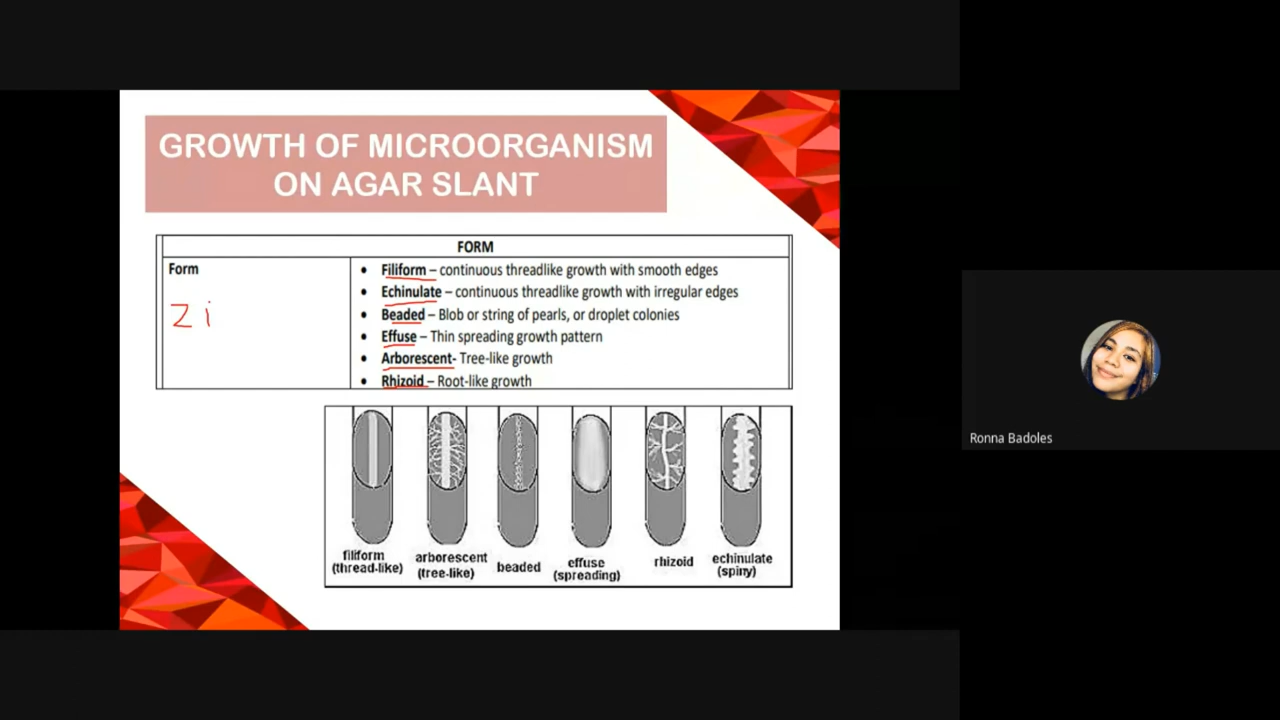 GROWTH OF MICROORGANISM
ON AGAR SLANT
FORM
Form
• Filiform – continuous threadlike growth with smooth edges
• Echinulate – continuous threadlike growth with irregular edges
• Beaded – Blob or string of pearls, or droplet colonies
• Effuse – Thin spreading growth pattern
• Arborescent- Tree-like growth
• Rhizoid – Root-like growth
Zi
filiform
(thread-like)
arborescent
(tree-like)
beaded
effuse
(spreading)
rhizoid
echinulate
(spiny)
Ronna Badoles